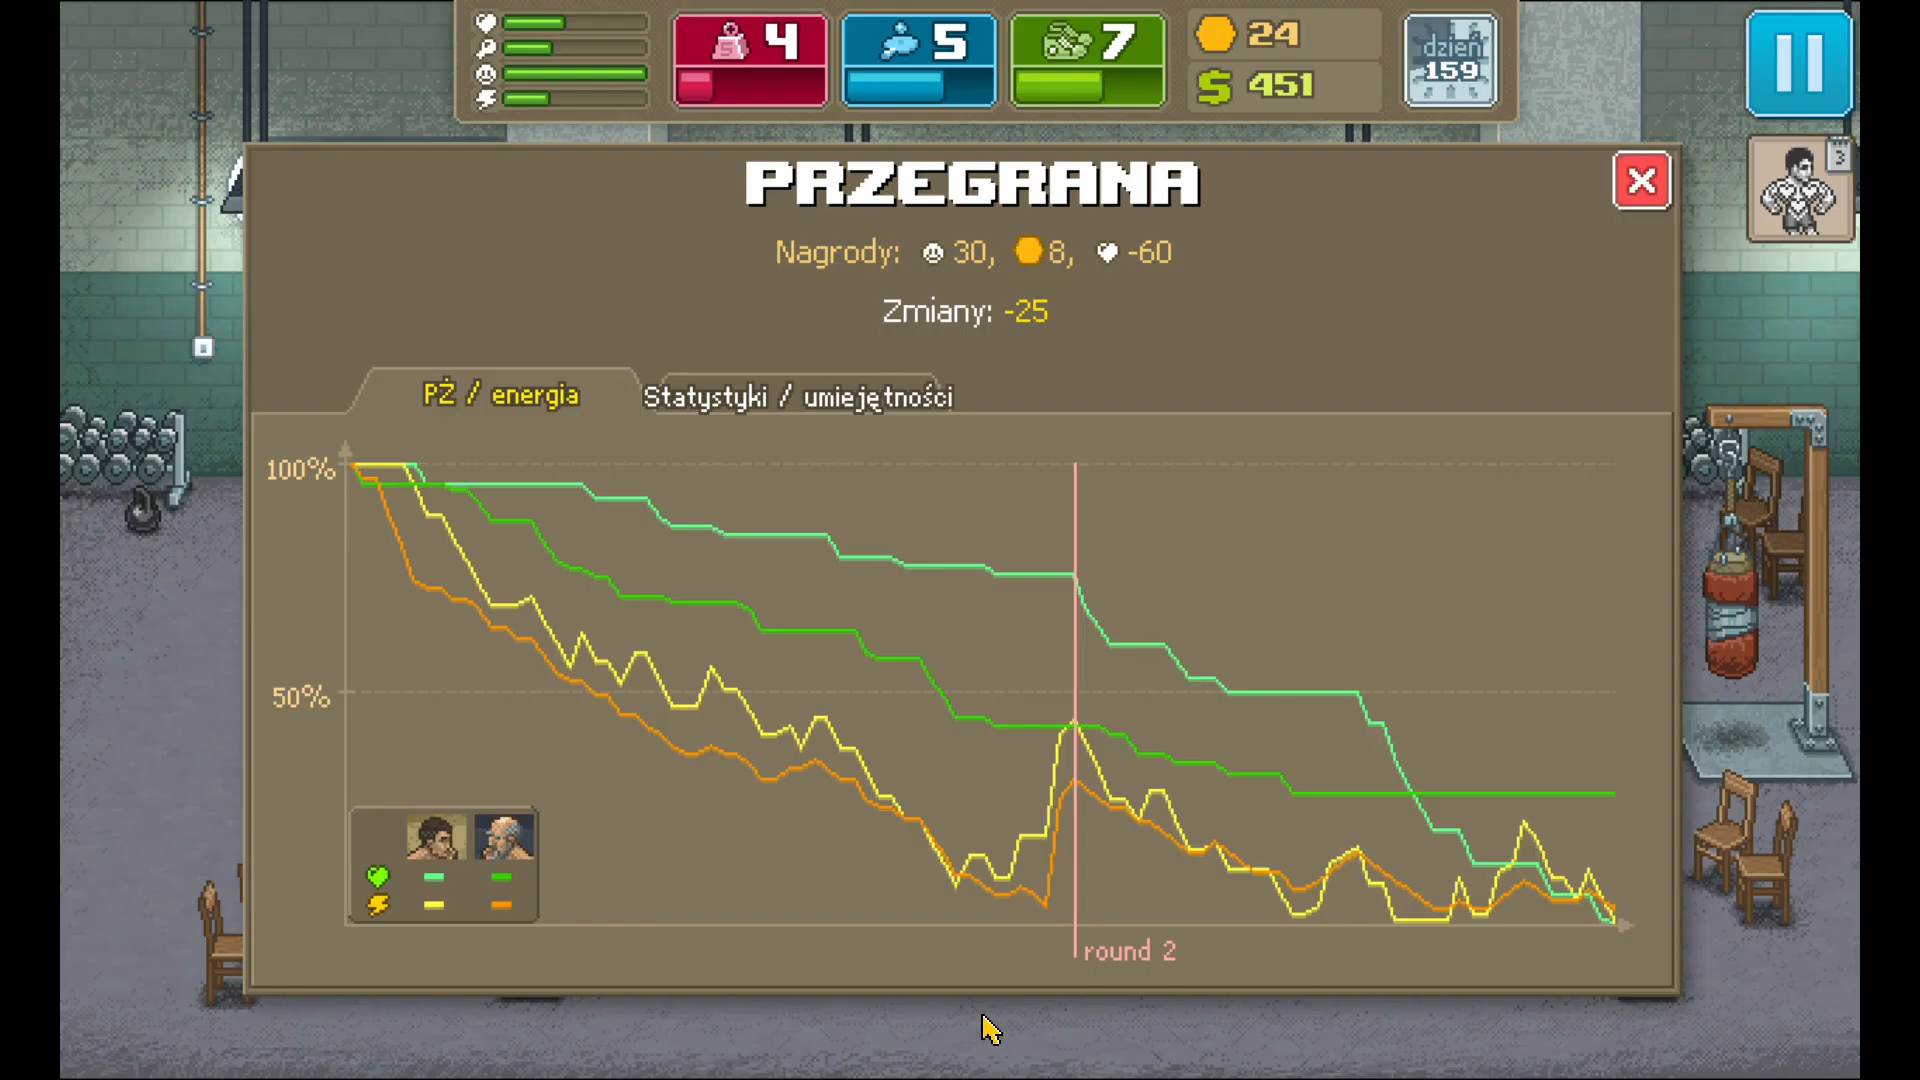 4
5
7
24
451
dzień
159
3
PRZEGRANA
Nagrody: 30, 8, -60
Zmiany: -25
PŻ / energia
Statystyki / umiejętności
100%
50%
round 2